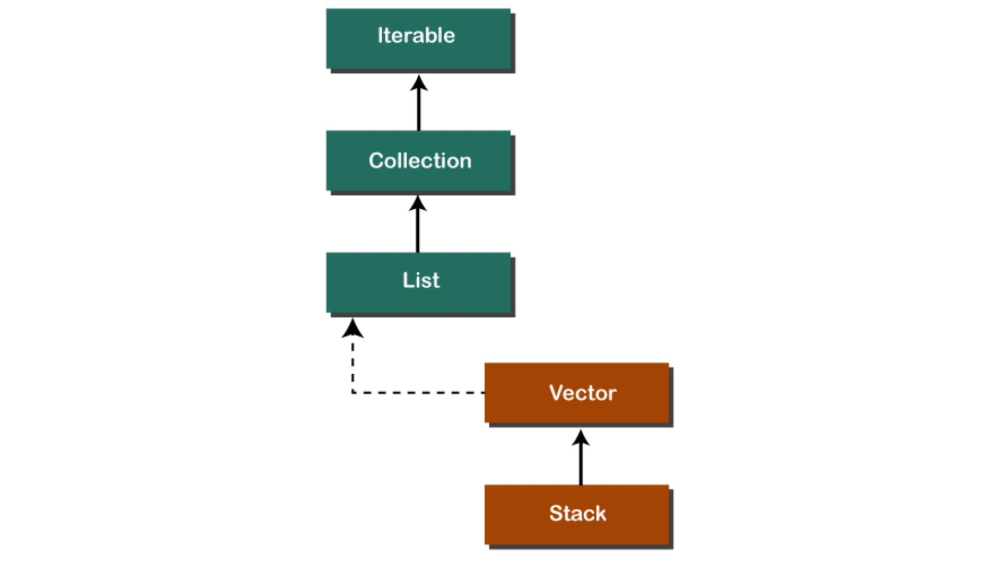 Iterable
Collection
List
Vector
Stack